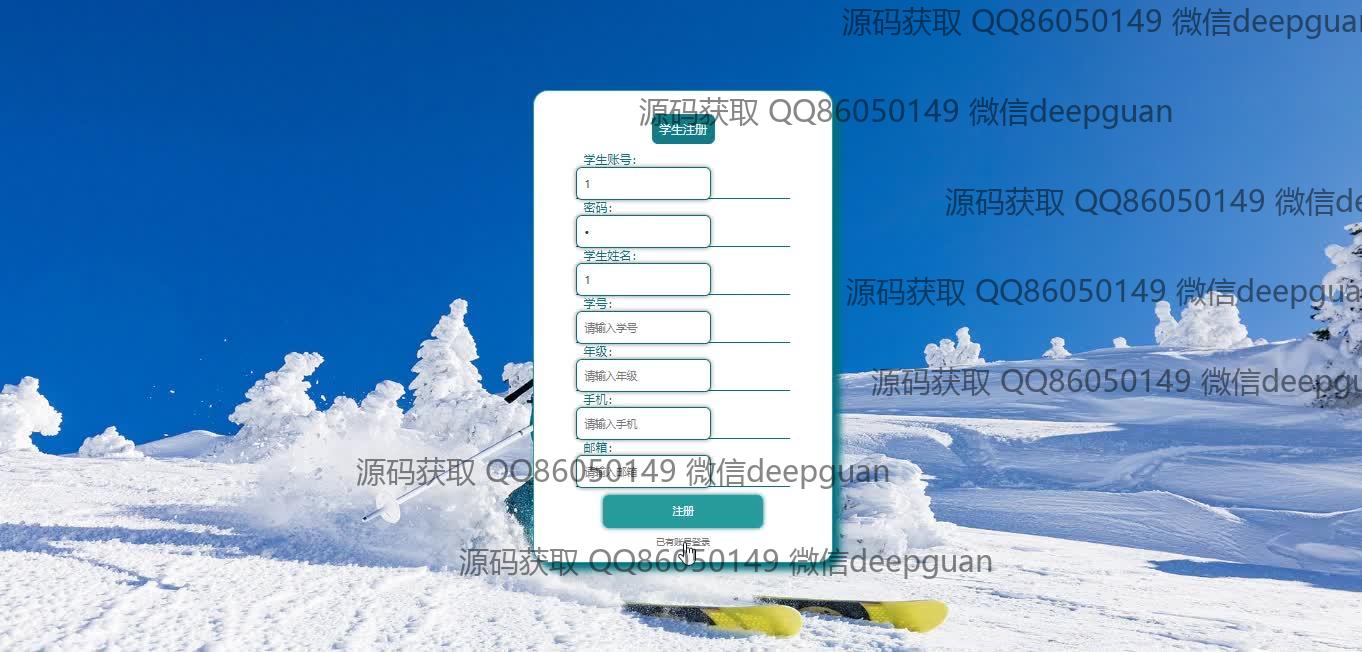 源码获取 QQ86050149 微信deepguan
源码获取 QQ86050149 微信deepguan
学生注册
学生账号：
1
密码：
•
源码获取 QQ86050149 微信de
学生姓名：
1
源码获取 QQ86050149 微信deepgua
学号：
请输入学号
年级：
请输入年级
源码获取 QQ86050149 微信deepgu
手机：
请输入手机
邮箱：
请输入邮箱
源码获取 QQ86050149 微信deepguan
注册
已有账号登录
源码获取 QQ86050149 微信deepguan